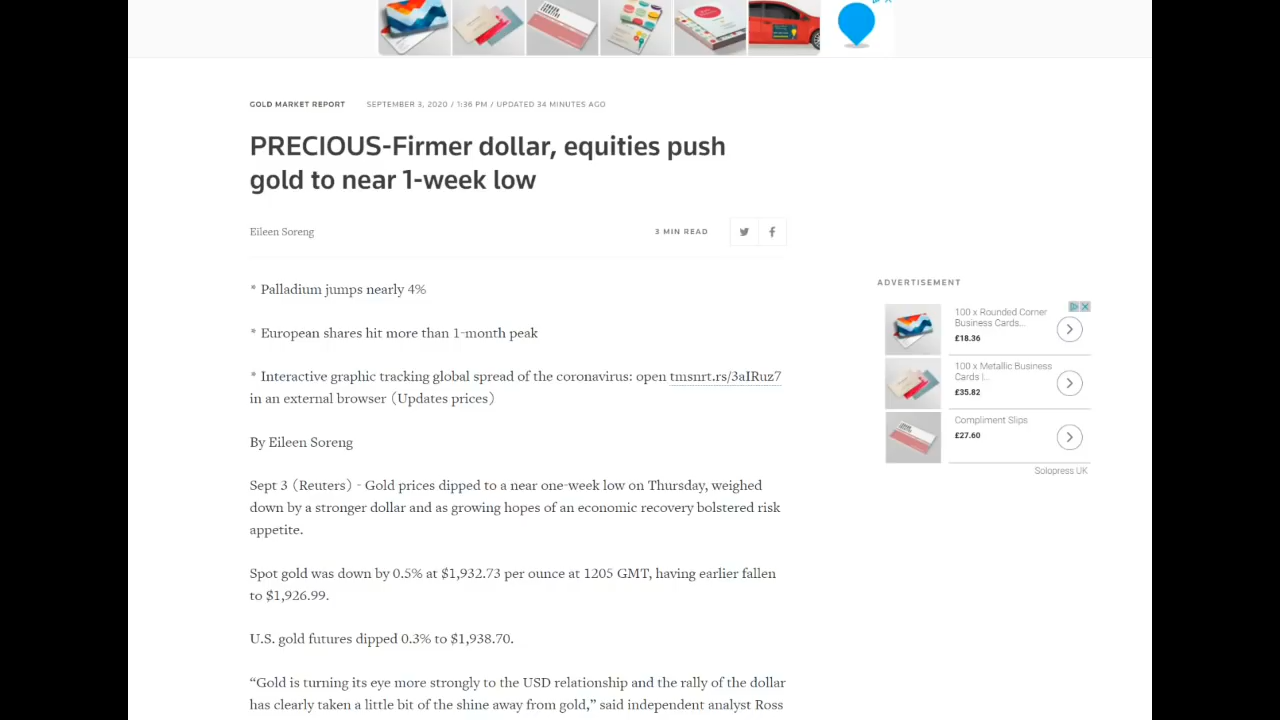 GOLD MARKET REPORT SEPTEMBER 3, 2020 / 1:36 PM / UPDATED 34 MINUTES AGO
PRECIOUS-Firmer dollar, equities push
gold to near 1-week low
Eileen Soreng 3 MIN READ
* Palladium jumps nearly 4%
* European shares hit more than 1-month peak
* Interactive graphic tracking global spread of the coronavirus: open tmsnrt.rs/3aIRuz7
in an external browser (Updates prices)
By Eileen Soreng
Sept 3 (Reuters) - Gold prices dipped to a near one-week low on Thursday, weighed
down by a stronger dollar and as growing hopes of an economic recovery bolstered risk
appetite.
Spot gold was down by 0.5% at $1,932.73 per ounce at 1205 GMT, having earlier fallen
to $1,926.99.
U.S. gold futures dipped 0.3% to $1,938.70.
“Gold is turning its eye more strongly to the USD relationship and the rally of the dollar
has clearly taken a little bit of the shine away from gold,” said independent analyst Ross
ADVERTISEMENT
100 x Rounded Corner
Business Cards...
£18.36
100 x Metallic Business
Cards |...
£35.82
Compliment Slips
£27.60
Solopress UK